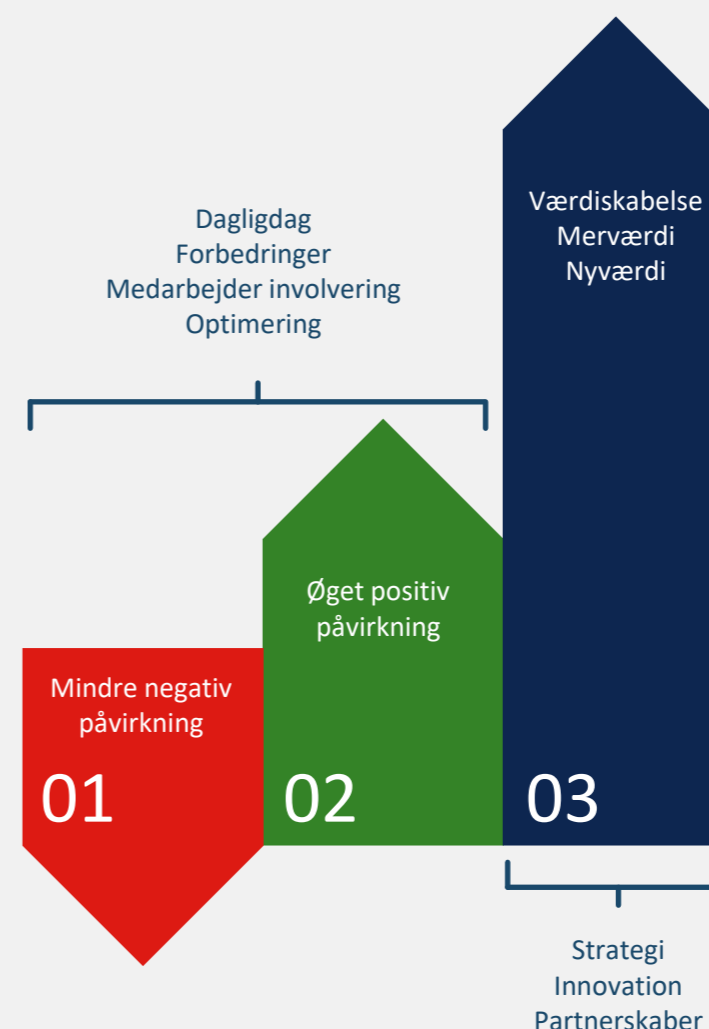 Dagligdag
Forbedringer
Medarbejder involvering
Optimering
Mindre negativ
påvirkning
01
Øget positiv
påvirkning
02
Værdiskabelse
Merværdi
Nyværdi
03
Strategi
Innovation
Partnerskaber